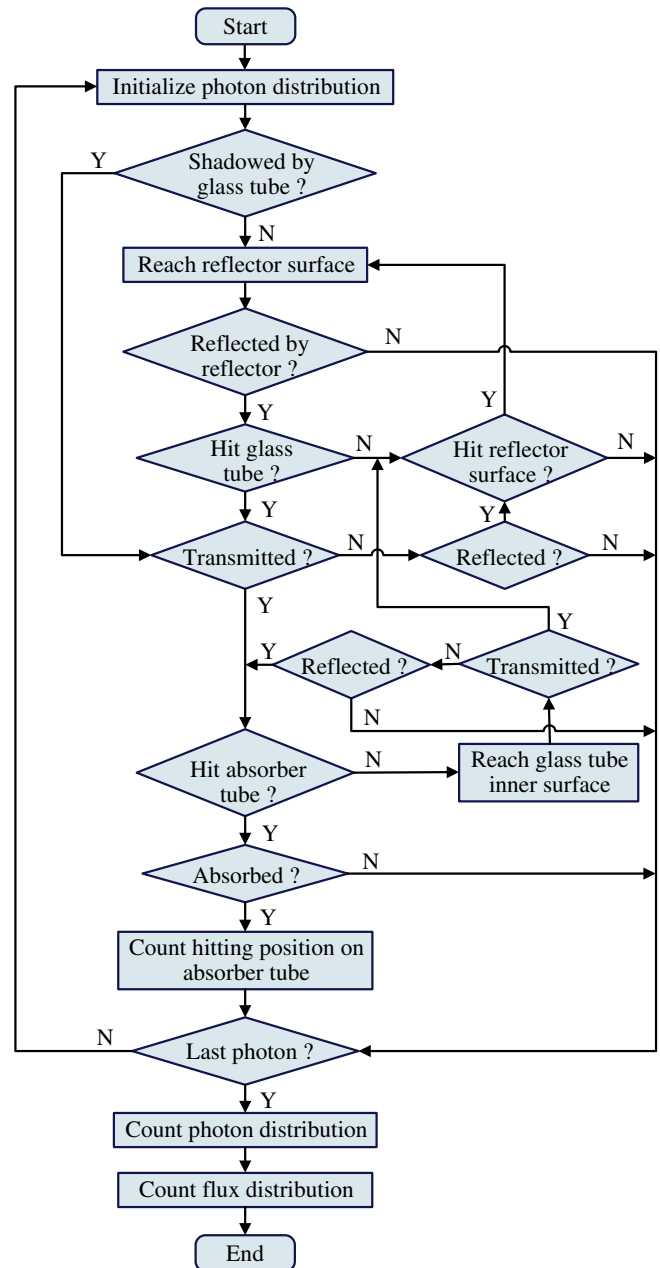 Start
Initialize photon distribution
Y
Shadowed by
glass tube ?
N
Reach reflector surface
Reflected by
reflector ?
N
Y
Y
Hit glass
tube ?
N
Hit reflector
surface ?
N
Y
Y
Transmitted ?
N
Reflected ?
N
Y
Y
Y
Reflected ?
N
Transmitted ?
N
Hit absorber
tube ?
N
Reach glass tube
inner surface
Y
Absorbed ?
N
Y
Count hitting position on
absorber tube
N
Last photon ?
Y
Count photon distribution
Count flux distribution
End